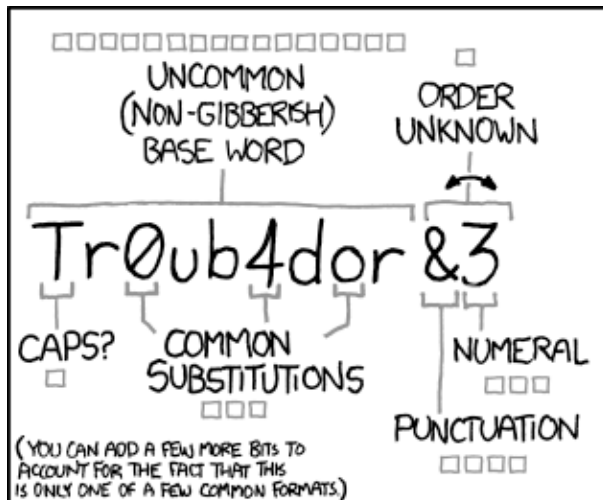 UNCOMMON
(NON-GIBBERISH)
BASE WORD
ORDER
UNKNOWN
Tr0ub4dor &3
CAPS?
COMMON
SUBSTITUTIONS
NUMERAL
PUNCTUATION
(YOU CAN ADD A FEW MORE BITS TO
ACCOUNT FOR THE FACT THAT THIS
IS ONLY ONE OF A FEW COMMON FORMATS.)